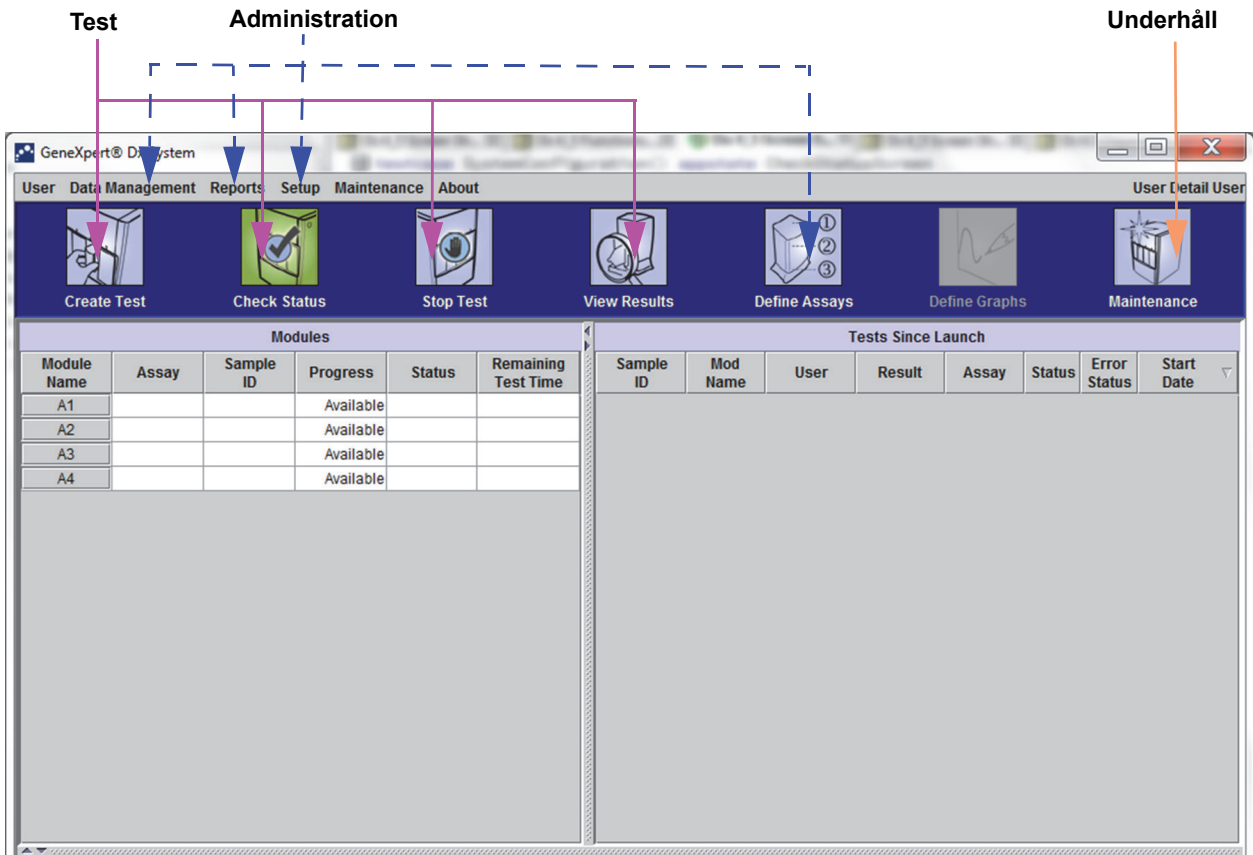 Test Administration Underhåll
GeneXpert® Dx System
User Data Management Reports Setup Maintenance About User Detail User
Create Test Check Status Stop Test View Results Define Assays Define Graphs Maintenance
① ② ③
Modules Tests Since Launch
Module Name Assay Sample ID Progress Status Remaining Test Time Sample ID Mod Name User Result Assay Status Error Status Start Date
A1 Available
A2 Available
A3 Available
A4 Available